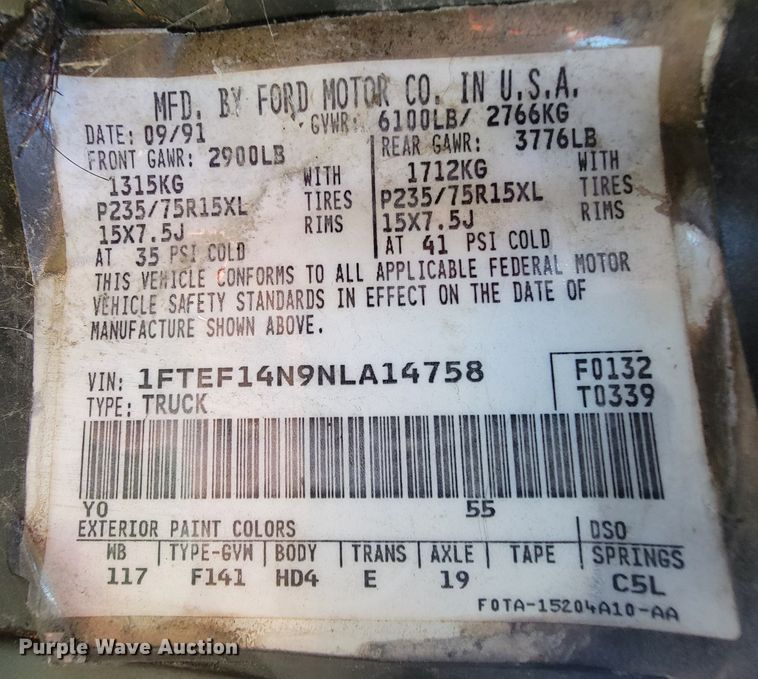 MFD. BY FORD MOTOR CO. IN U.S.A.
DATE: 09/91 GVWR: 6100LB/ 2766KG
FRONT GAWR: 2900LB REAR GAWR: 3776LB
1315KG WITH 1712KG WITH
P235/75R15XL TIRES P235/75R15XL TIRES
15X7.5J RIMS 15X7.5J RIMS
AT 35 PSI COLD AT 41 PSI COLD
THIS VEHICLE CONFORMS TO ALL APPLICABLE FEDERAL MOTOR
VEHICLE SAFETY STANDARDS IN EFFECT ON THE DATE OF
MANUFACTURE SHOWN ABOVE.
VIN: 1FTEF14N9NLA14758 F0132
TYPE: TRUCK T0339
YO 55
EXTERIOR PAINT COLORS DSO
WB TYPE-GVW BODY TRANS AXLE TAPE SPRINGS
117 F141 HD4 E 19 C5L
F0TA-15204A10-AA
Purple Wave Auction